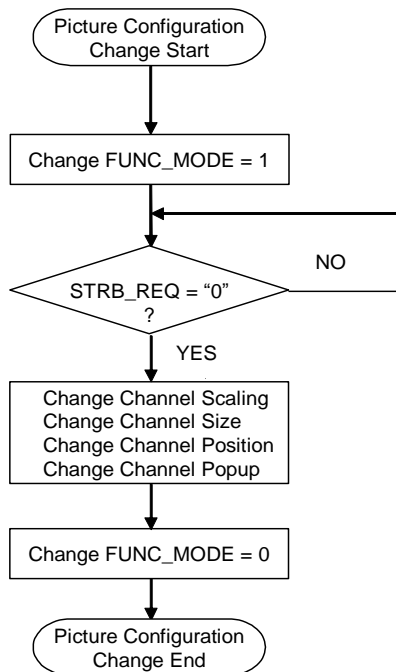 Picture Configuration
Change Start
Change FUNC_MODE = 1
NO
STRB_REQ = “0”
?
YES
Change Channel Scaling
Change Channel Size
Change Channel Position
Change Channel Popup
Change FUNC_MODE = 0
Picture Configuration
Change End